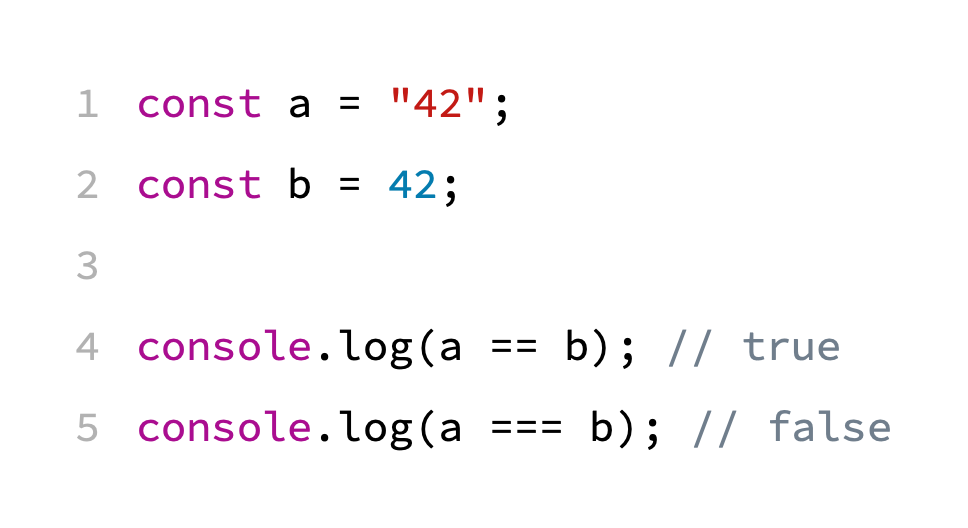 1 const a = "42";
2 const b = 42;
3
4 console.log(a == b); // true
5 console.log(a === b); // false